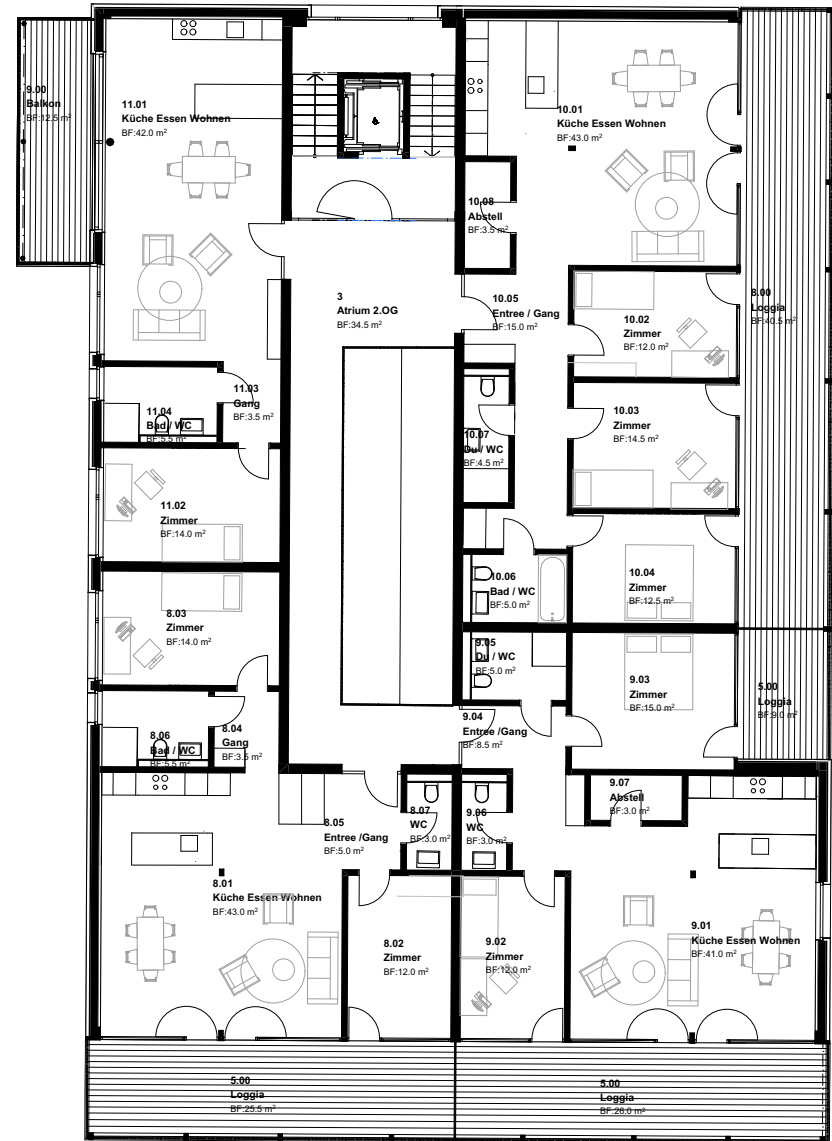 9.00
Balkon
BF:12.5 m²
11.01
Küche Essen Wohnen
BF:42.0 m²
10.01
Küche Essen Wohnen
BF:43.0 m²
10.08
Abstell
BF:3.5 m²
3
Atrium 2.OG
BF:34.5 m²
10.05
Entree / Gang
BF:15.0 m²
8.00
Loggia
BF:40.5 m²
10.02
Zimmer
BF:12.0 m²
11.03
Gang
BF:3.5 m²
11.04
Bad / WC
BF:5.5 m²
10.03
Zimmer
BF:14.5 m²
10.07
Du / WC
BF:4.5 m²
11.02
Zimmer
BF:14.0 m²
10.04
Zimmer
BF:12.5 m²
10.06
Bad / WC
BF:5.0 m²
8.03
Zimmer
BF:14.0 m²
9.05
Du / WC
BF:5.0 m²
9.03
Zimmer
BF:15.0 m²
5.00
Loggia
BF:9.0 m²
9.04
Entree /Gang
BF:8.5 m²
8.06
Bad / WC
BF:5.5 m²
8.04
Gang
BF:3.5 m²
9.07
Abstell
BF:3.0 m²
8.05
Entree /Gang
BF:5.0 m²
8.07
WC
BF:3.0 m²
9.06
WC
BF:3.0 m²
8.01
Küche Essen Wohnen
BF:43.0 m²
8.02
Zimmer
BF:12.0 m²
9.02
Zimmer
BF:12.0 m²
9.01
Küche Essen Wohnen
BF:41.0 m²
5.00
Loggia
BF:25.5 m²
5.00
Loggia
BF:26.0 m²